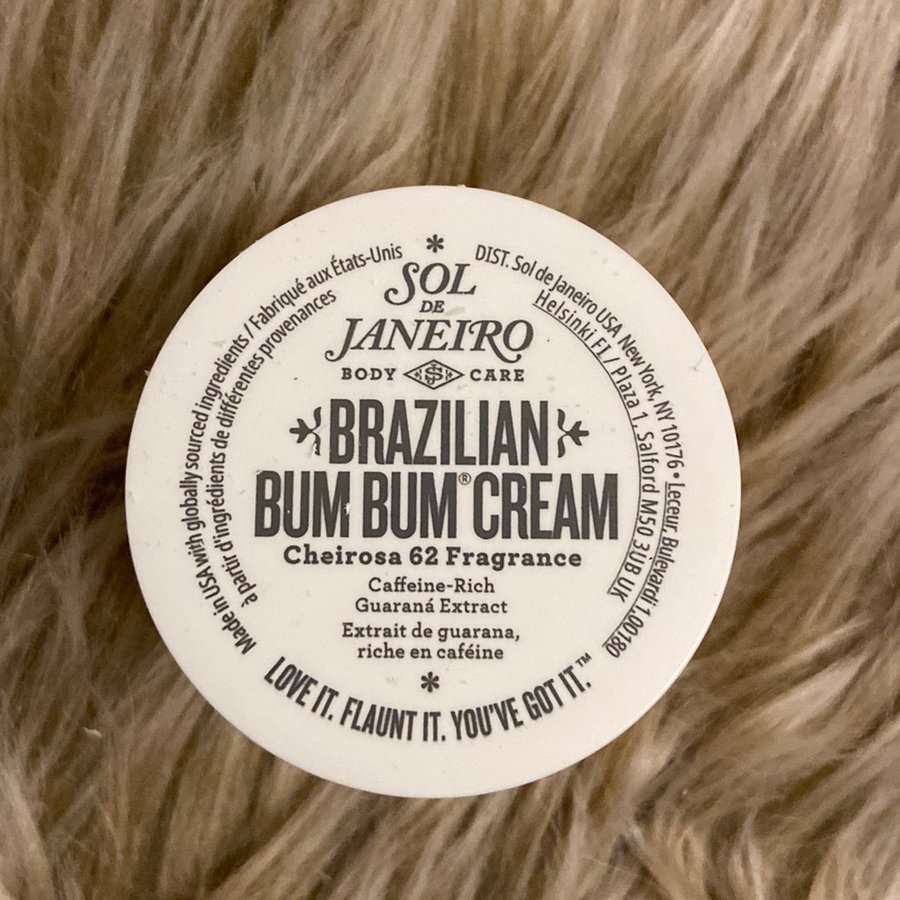 SOL
DE
JANEIRO
BODY CARE
BRAZILIAN
BUM BUM® CREAM
Cheirosa 62 Fragrance
Caffeine-Rich
Guaraná Extract
Extrait de guarana,
riche en caféine
LOVE IT. FLAUNT IT. YOU'VE GOT IT.™
Made in USA with globally sourced ingredients / Fabriqué aux États-Unis
à partir d'ingrédients de différentes provenances
DIST. Sol de Janeiro USA New York, NY 10176 • Leceur, Bulevardi 1, 00180
Helsinki FI / Plaza 1, Salford M50 3UB UK